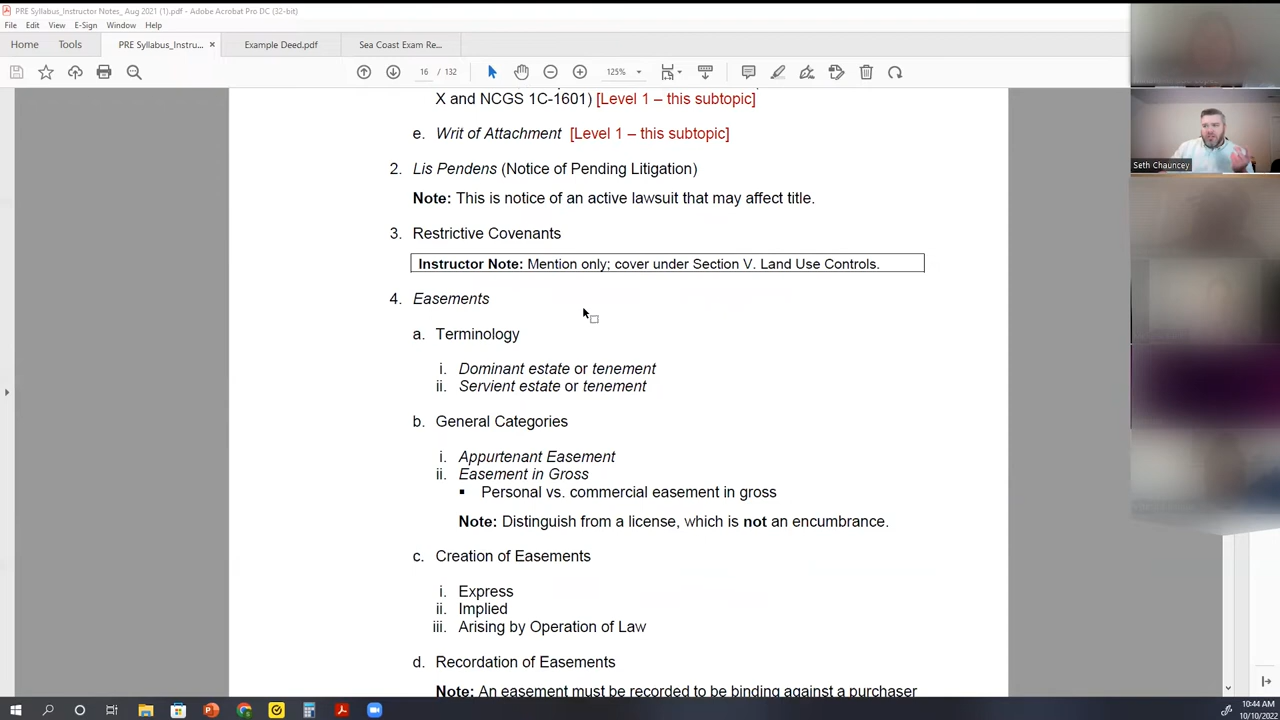 PRE Syllabus_Instructor Notes_ Aug 2021 (1).pdf - Adobe Acrobat Pro DC (32-bit)
File Edit View E-Sign Window Help
Home Tools PRE Syllabus_Instru... × Example Deed.pdf Sea Coast Exam Re...
16 / 132 125%
X and NCGS 1C-1601) [Level 1 – this subtopic]
e. Writ of Attachment [Level 1 – this subtopic]
2. Lis Pendens (Notice of Pending Litigation)
Note: This is notice of an active lawsuit that may affect title.
3. Restrictive Covenants
Instructor Note: Mention only; cover under Section V. Land Use Controls.
4. Easements
a. Terminology
i. Dominant estate or tenement
ii. Servient estate or tenement
b. General Categories
i. Appurtenant Easement
ii. Easement in Gross
▪ Personal vs. commercial easement in gross
Note: Distinguish from a license, which is not an encumbrance.
c. Creation of Easements
i. Express
ii. Implied
iii. Arising by Operation of Law
d. Recordation of Easements
Note: An easement must be recorded to be binding against a purchaser
Seth Chauncey
10:44 AM
10/10/2022